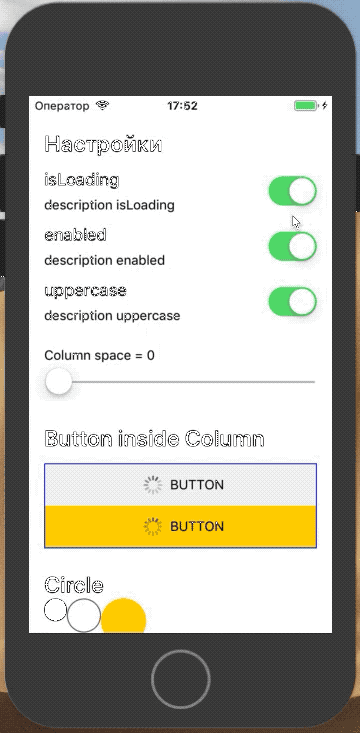 Оператор 17:52
Настройки
isLoading
description isLoading
enabled
description enabled
uppercase
description uppercase
Column space = 0
Button inside Column
BUTTON
BUTTON
Circle